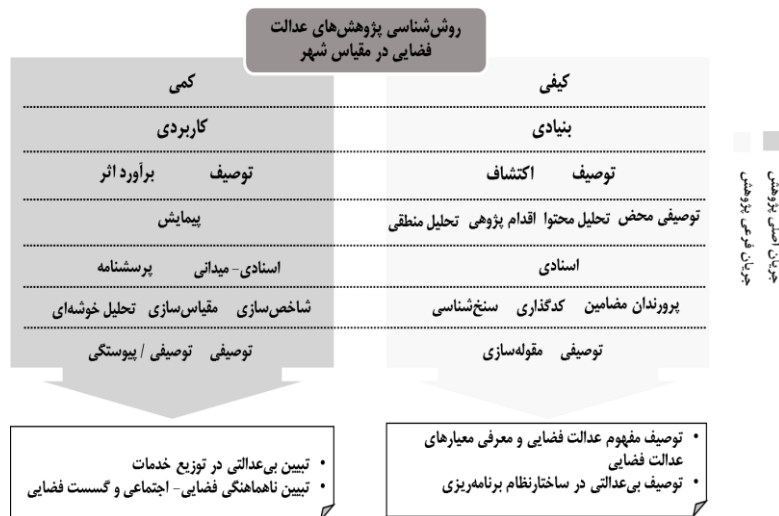 روش‌شناسی پژوهش‌های عدالت
فضایی در مقیاس شهر
کیفی
کمی
بنیادی
کاربردی
توصیف اکتشاف
توصیف برآورد اثر
توصیفی محض تحلیل محتوا اقدام پژوهی تحلیل منطقی
پیمایش
اسنادی
اسنادی- میدانی پرسشنامه
پرورندان مضامین کدگذاری سنخ‌شناسی
شاخص‌سازی مقیاس‌سازی تحلیل خوشه‌ای
توصیفی مقوله‌سازی
توصیفی توصیفی / پیوستگی
• توصیف مفهوم عدالت فضایی و معرفی معیارهای
عدالت فضایی
• توصیف بی‌عدالتی در ساختارنظام برنامه‌ریزی
• تبیین بی‌عدالتی در توزیع خدمات
• تبیین ناهماهنگی فضایی- اجتماعی و گسست فضایی
جریان اصلی پژوهش
جریان فرعی پژوهش